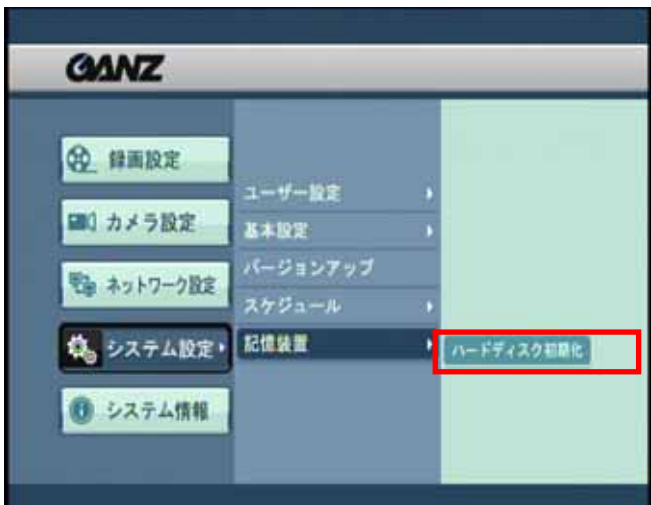 GANZ
録画設定
カメラ設定
ネットワーク設定
システム設定
システム情報
ユーザー設定
基本設定
バージョンアップ
スケジュール
記憶装置
ハードディスク初期化